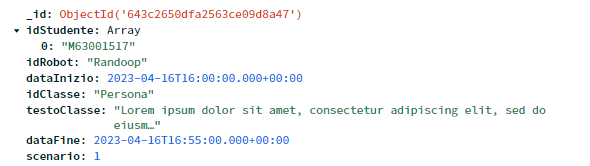 _id: ObjectId('643c2650dfa2563ce09d8a47')
idStudente: Array
0: "M63001517"
idRobot: "Randoop"
dataInizio: 2023-04-16T16:00:00.000+00:00
idClasse: "Persona"
testoClasse: "Lorem ipsum dolor sit amet, consectetur adipiscing elit, sed do
eiusm…"
dataFine: 2023-04-16T16:55:00.000+00:00
scenario: 1